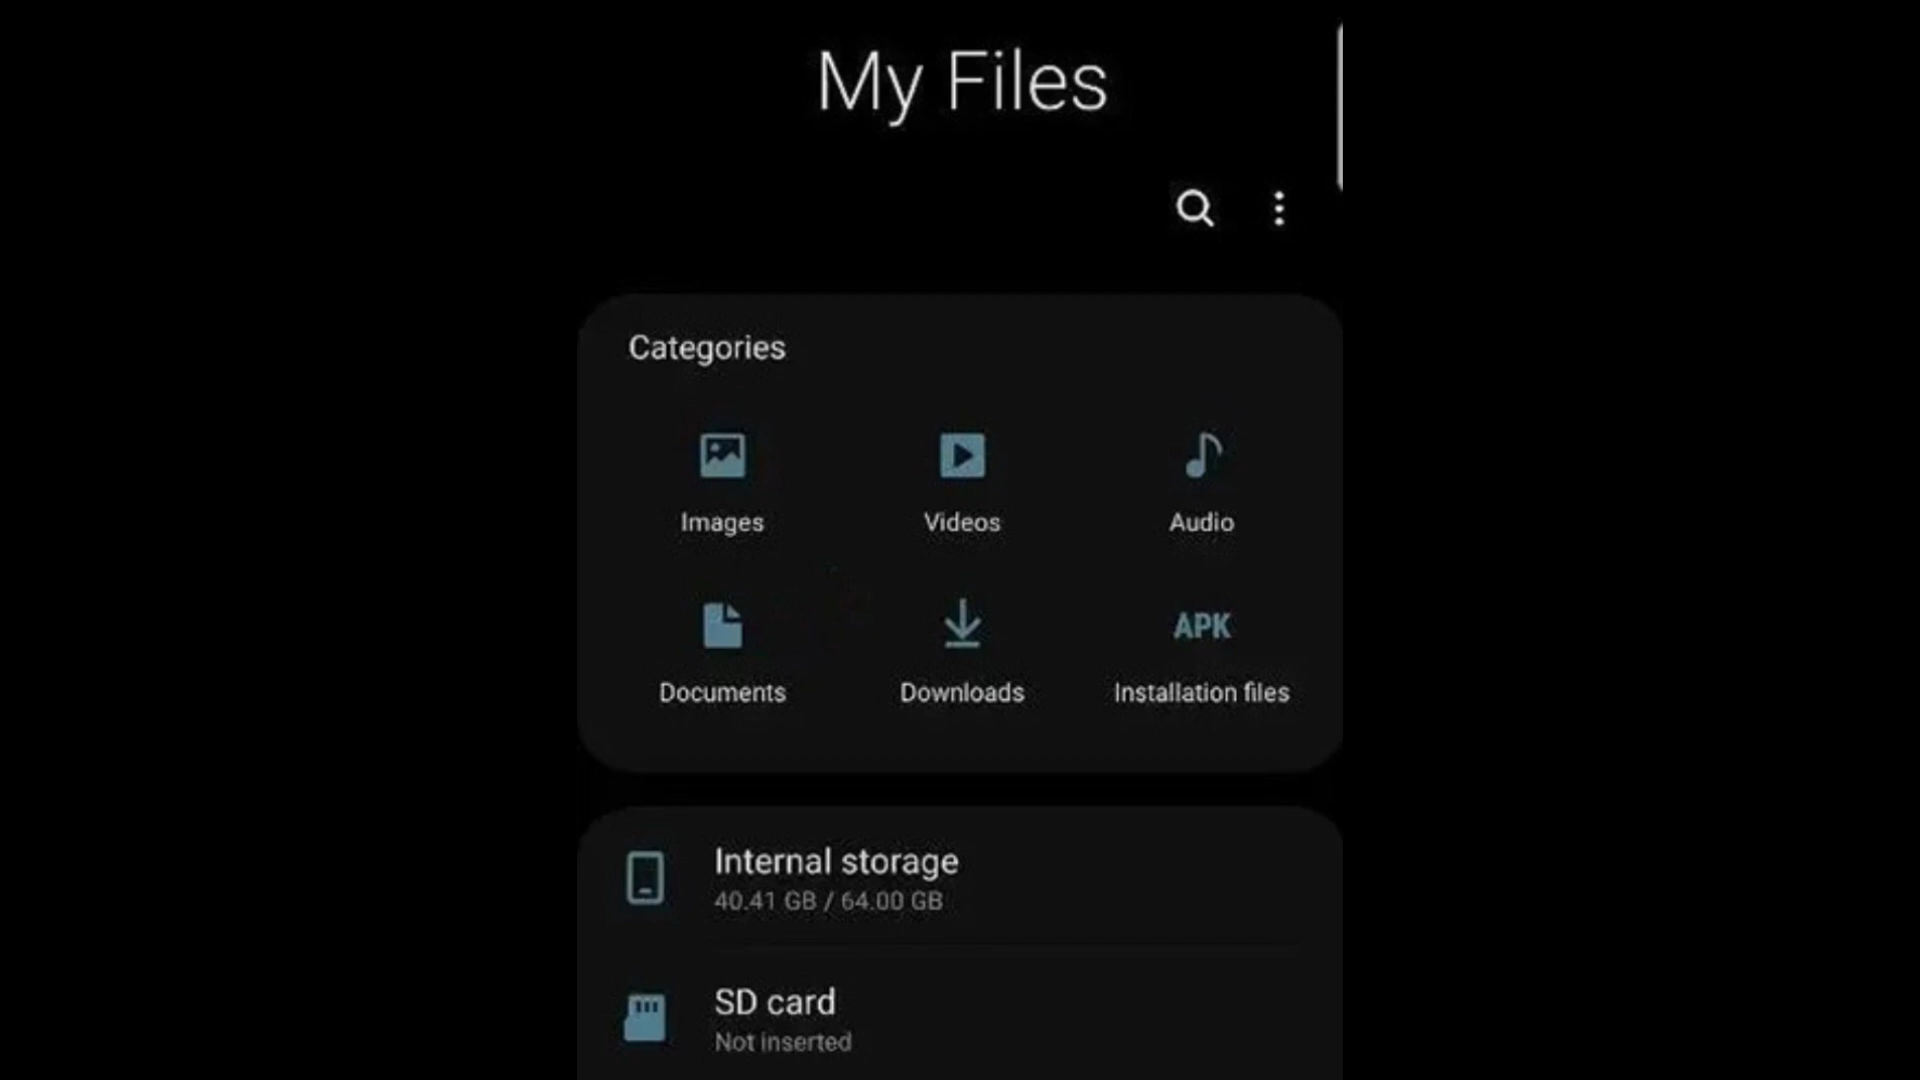 My Files
Categories
Images Videos Audio
APK
Documents Downloads Installation files
Internal storage
40.41 GB / 64.00 GB
SD card
Not inserted